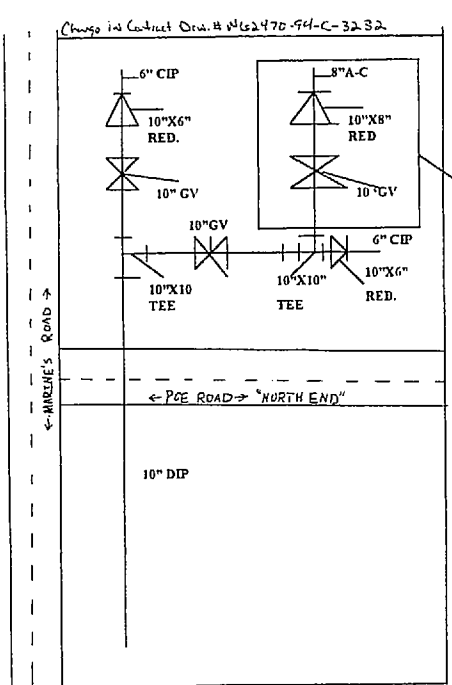 Change in Contract Drw. # N62470-94-C-3232
6" CIP
8"A-C
10"X6"
RED.
10"X8"
RED
10" GV
10 "GV
10"GV
6" CIP
10"X10
TEE
10"X10"
TEE
10"X6"
RED.
← MARINE'S ROAD →
← PCE ROAD → "NORTH END"
10" DIP